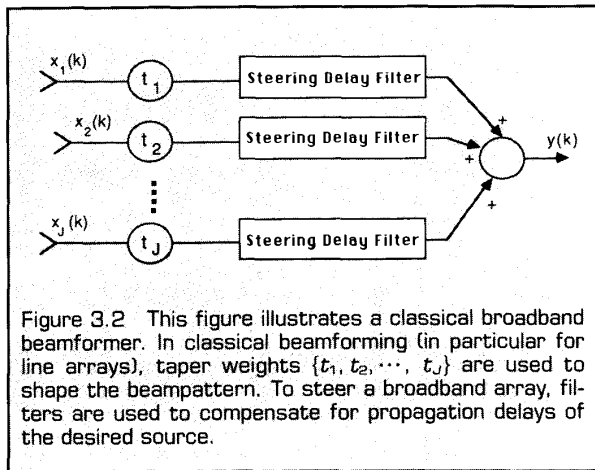 x₁(k)
t₁
Steering Delay Filter
+
x₂(k)
t₂
Steering Delay Filter
+
y(k)
x_J(k)
t_J
Steering Delay Filter
+
Figure 3.2 This figure illustrates a classical broadband
beamformer. In classical beamforming (in particular for
line arrays), taper weights {t₁, t₂, ···, t_J} are used to
shape the beampattern. To steer a broadband array, fil-
ters are used to compensate for propagation delays of
the desired source.